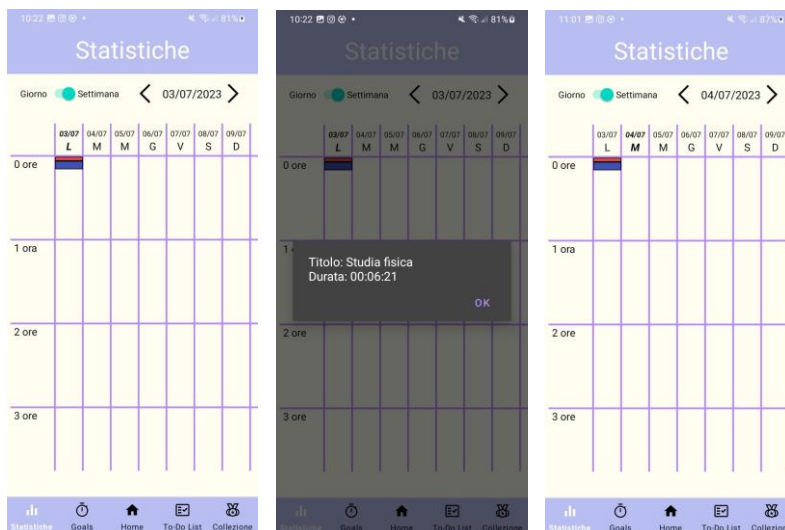 10:22 81%
Statistiche
Giorno Settimana 03/07/2023
03/07 04/07 05/07 06/07 07/07 08/07 09/07
L M M G V S D
0 ore
1 ora
2 ore
3 ore
Statistiche Goals Home To-Do List Collezione
10:22 81%
Statistiche
Giorno Settimana 03/07/2023
03/07 04/07 05/07 06/07 07/07 08/07 09/07
L M M G V S D
0 ore
1
Titolo: Studia fisica
Durata: 00:06:21
OK
2 ore
3 ore
Statistiche Goals Home To-Do List Collezione
11:01 87%
Statistiche
Giorno Settimana 04/07/2023
03/07 04/07 05/07 06/07 07/07 08/07 09/07
L M M G V S D
0 ore
1 ora
2 ore
3 ore
Statistiche Goals Home To-Do List Collezione